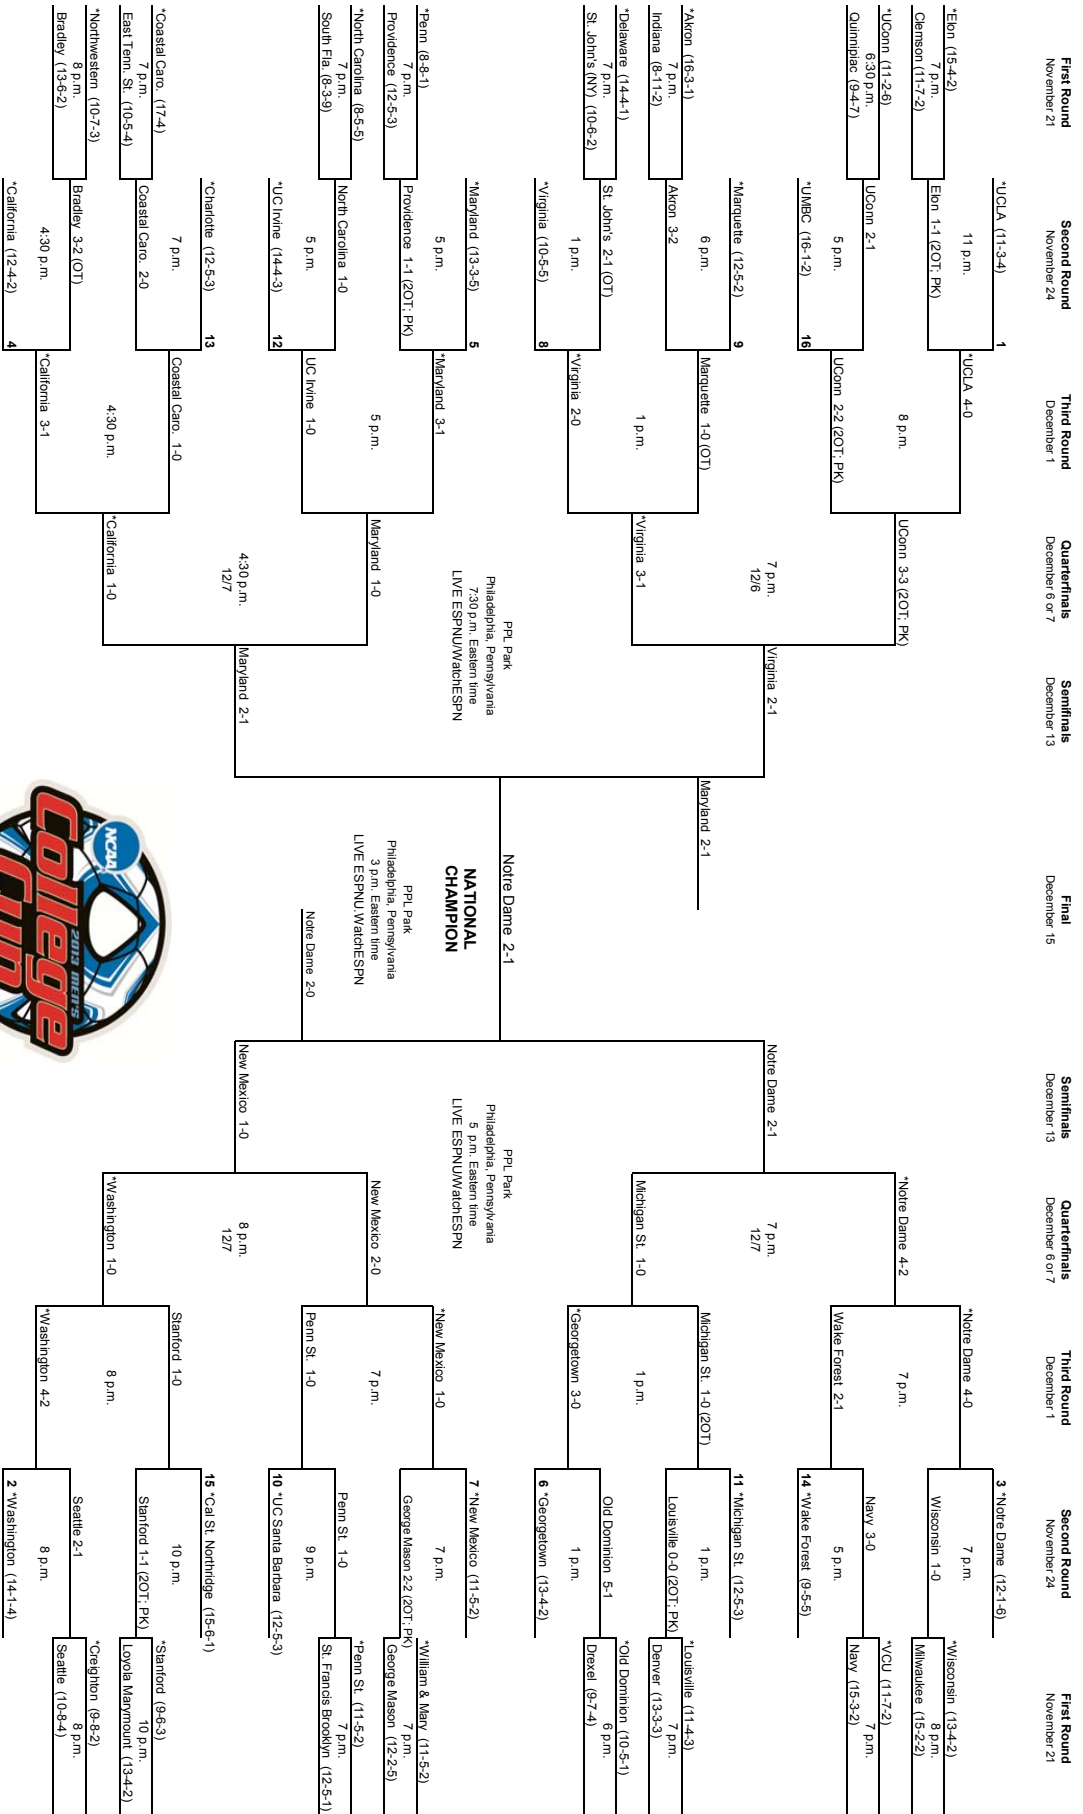 First Round
November 21
Second Round
November 24
Third Round
December 1
Quarterfinals
December 6 or 7
Semifinals
December 13
Final
December 15
Semifinals
December 13
Quarterfinals
December 6 or 7
Third Round
December 1
Second Round
November 24
First Round
November 21
*UCLA (11-3-4)
1
*Elon (15-4-2)
7 p.m.
Clemson (11-7-2)
Elon 1-1 (2OT; PK)
11 p.m.
*UCLA 4-0
*UConn (11-2-6)
6:30 p.m.
Quinnipiac (9-4-7)
UConn 2-1
5 p.m.
*UMBC (16-1-2)
16
UConn 2-2 (2OT; PK)
8 p.m.
UConn 3-3 (2OT; PK)
*Marquette (12-5-2)
9
*Akron (16-3-1)
7 p.m.
Indiana (8-11-2)
Akron 3-2
6 p.m.
Marquette 1-0 (OT)
*Delaware (14-4-1)
7 p.m.
St. John's (NY) (10-6-2)
St. John's 2-1 (OT)
1 p.m.
*Virginia (10-5-5)
8
*Virginia 2-0
1 p.m.
*Virginia 3-1
7 p.m.
12/6
Virginia 2-1
*Maryland (13-3-5)
5
*Penn (8-8-1)
7 p.m.
Providence (12-5-3)
Providence 1-1 (2OT; PK)
5 p.m.
*Maryland 3-1
*North Carolina (8-5-5)
7 p.m.
South Fla. (8-3-9)
North Carolina 1-0
5 p.m.
*UC Irvine (14-4-3)
12
UC Irvine 1-0
5 p.m.
Maryland 1-0
*Charlotte (12-5-3)
13
*Coastal Caro. (17-4)
7 p.m.
East Tenn. St. (10-5-4)
Coastal Caro. 2-0
7 p.m.
Coastal Caro. 1-0
*Northwestern (10-7-3)
8 p.m.
Bradley (13-6-2)
Bradley 3-2 (OT)
4:30 p.m.
*California (12-4-2)
4
*California 3-1
4:30 p.m.
*California 1-0
4:30 p.m.
12/7
Maryland 2-1
PPL Park
Philadelphia, Pennsylvania
7:30 p.m. Eastern time
LIVE ESPNU/WatchESPN
Maryland 2-1
Notre Dame 2-1
NATIONAL
CHAMPION
PPL Park
Philadelphia, Pennsylvania
3 p.m. Eastern time
LIVE ESPNU.WatchESPN
Notre Dame 2-0
NCAA
2013 MEN'S
College
Cup
PPL Park
Philadelphia, Pennsylvania
5 p.m. Eastern time
LIVE ESPNU/WatchESPN
Notre Dame 2-1
*Notre Dame 4-2
7 p.m.
12/7
Michigan St. 1-0
*Notre Dame 4-0
7 p.m.
Wake Forest 2-1
3 *Notre Dame (12-1-6)
7 p.m.
Wisconsin 1-0
*Wisconsin (13-4-2)
8 p.m.
Milwaukee (15-2-2)
Navy 3-0
5 p.m.
14 *Wake Forest (9-5-5)
*VCU (11-7-2)
7 p.m.
Navy (15-3-2)
Michigan St. 1-0 (2OT)
1 p.m.
*Georgetown 3-0
11 *Michigan St. (12-5-3)
1 p.m.
Louisville 0-0 (2OT; PK)
*Louisville (11-4-3)
7 p.m.
Denver (13-3-3)
Old Dominion 5-1
1 p.m.
6 *Georgetown (13-4-2)
*Old Dominion (10-5-1)
6 p.m.
Drexel (9-7-4)
New Mexico 1-0
New Mexico 2-0
8 p.m.
12/7
*Washington 1-0
*New Mexico 1-0
7 p.m.
Penn St. 1-0
7 *New Mexico (11-5-2)
7 p.m.
George Mason 2-2 (2OT; PK)
*William & Mary (11-5-2)
7 p.m.
George Mason (12-2-5)
Penn St. 1-0
9 p.m.
10 *UC Santa Barbara (12-5-3)
*Penn St. (11-5-2)
7 p.m.
St. Francis Brooklyn (12-5-1)
Stanford 1-0
8 p.m.
*Washington 4-2
15 *Cal St. Northridge (15-6-1)
10 p.m.
Stanford 1-1 (2OT; PK)
*Stanford (9-6-3)
10 p.m.
Loyola Marymount (13-4-2)
Seattle 2-1
8 p.m.
2 *Washington (14-1-4)
*Creighton (9-8-2)
8 p.m.
Seattle (10-8-4)